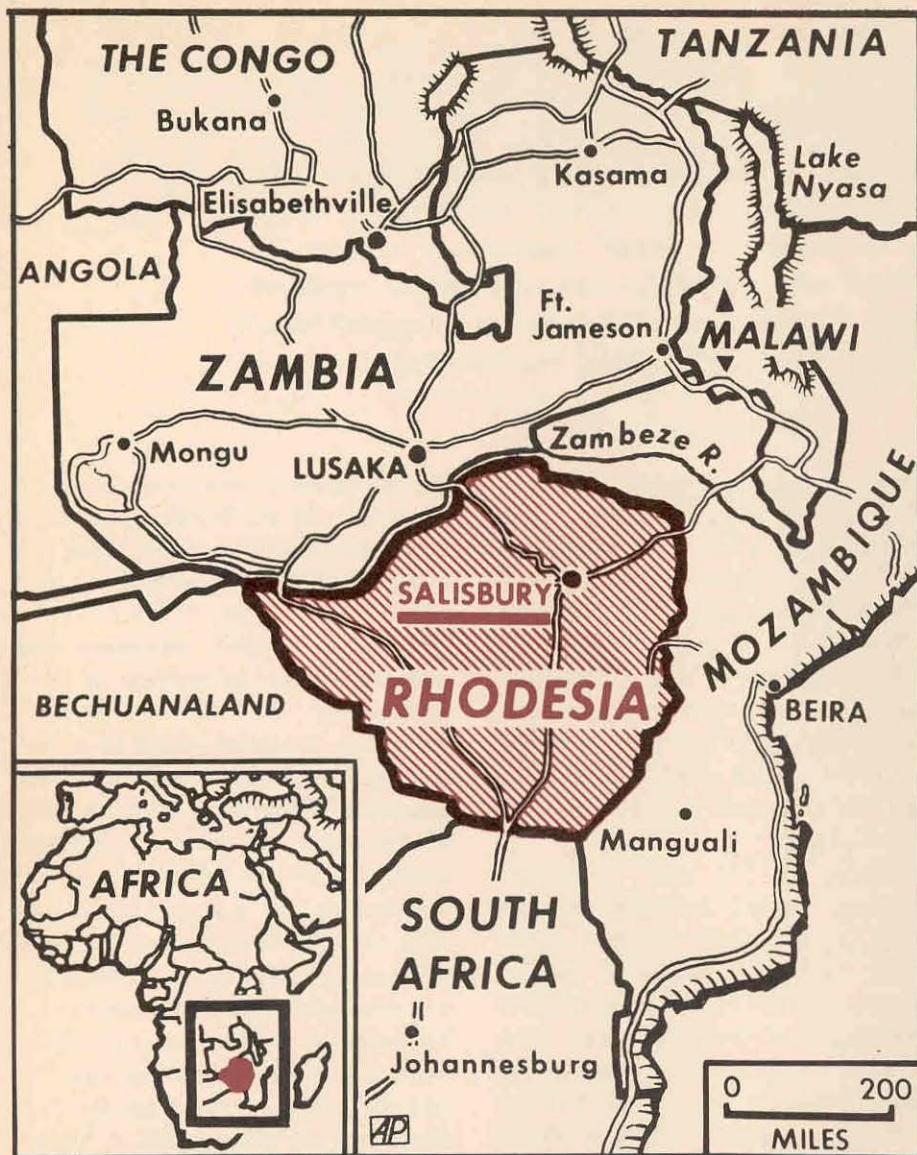 THE CONGO
TANZANIA
Bukana
Kasama
Lake
Nyasa
Elisabethville
ANGOLA
Ft.
Jameson
MALAWI
ZAMBIA
Mongu
LUSAKA
Zambeze R.
MOZAMBIQUE
SALISBURY
RHODESIA
BECHUANALAND
BEIRA
Manguali
AFRICA
SOUTH
AFRICA
Johannesburg
AP
0 200
MILES